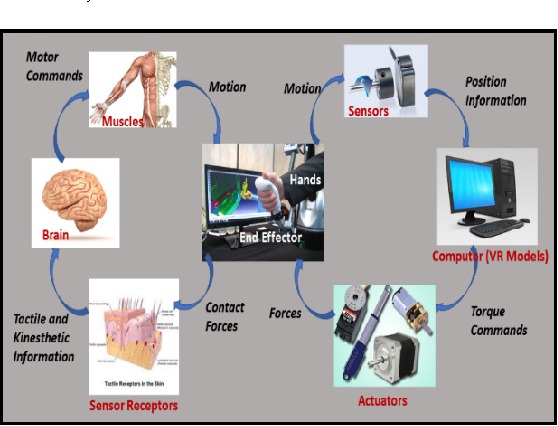 Motor
Commands
Muscles
Motion
Motion
Sensors
Position
Information
Brain
Hands
End Effector
Computer (VR Models)
Tactile and
Kinesthetic
Information
Contact
Forces
Forces
Torque
Commands
Tactile Receptors in the Skin
Sensor Receptors
Actuators